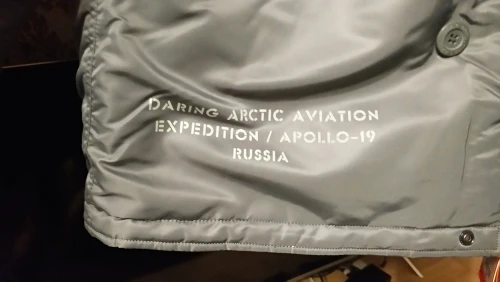 DARING ARCTIC AVIATION
EXPEDITION / APOLLO-19
RUSSIA